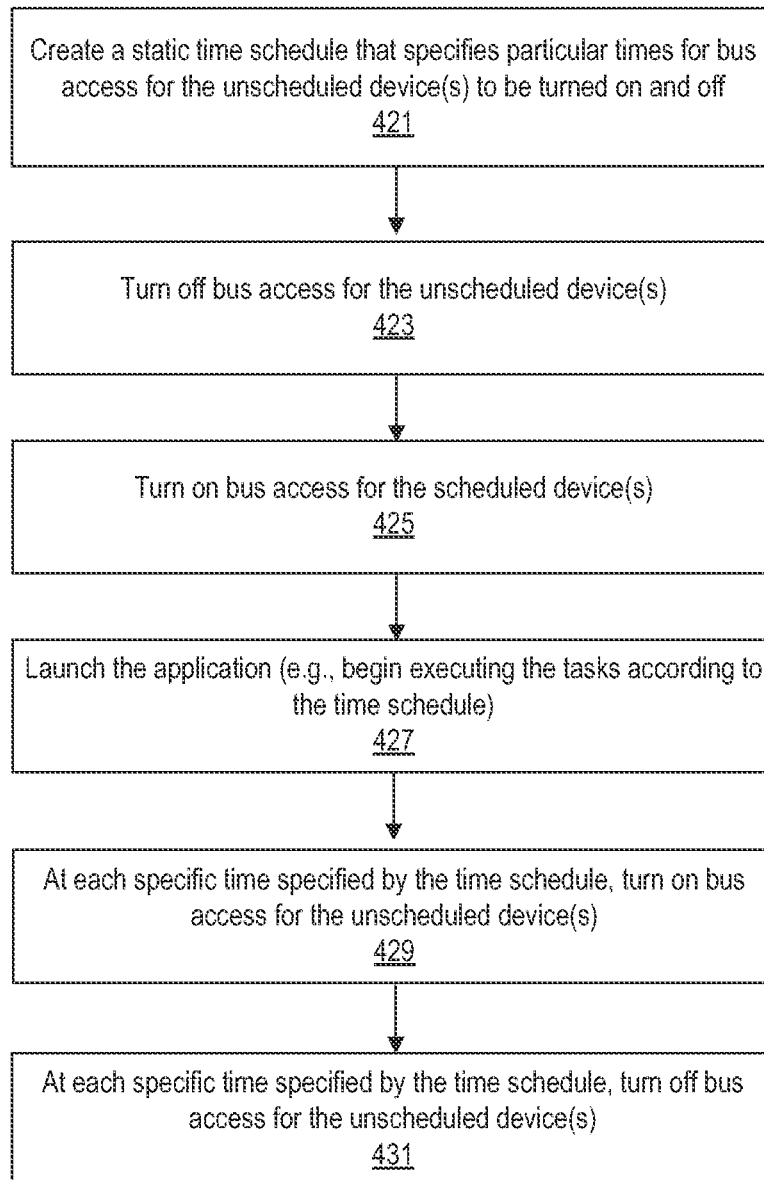 Create a static time schedule that specifies particular times for bus
access for the unscheduled device(s) to be turned on and off
421
Turn off bus access for the unscheduled device(s)
423
Turn on bus access for the scheduled device(s)
425
Launch the application (e.g., begin executing the tasks according to
the time schedule)
427
At each specific time specified by the time schedule, turn on bus
access for the unscheduled device(s)
429
At each specific time specified by the time schedule, turn off bus
access for the unscheduled device(s)
431